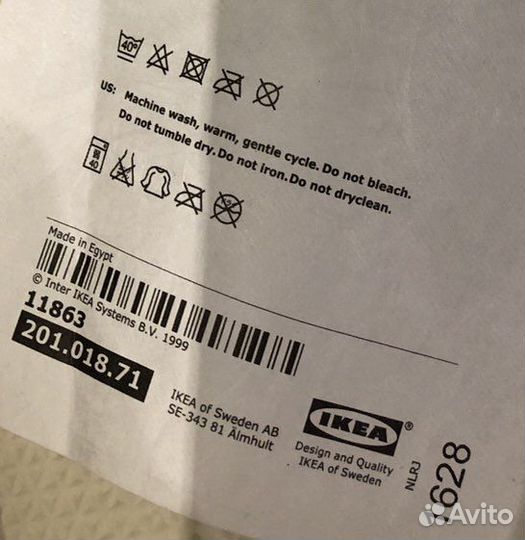 40°
US: Machine wash, warm, gentle cycle. Do not bleach.
Do not tumble dry. Do not iron. Do not dryclean.
40
Made in Egypt
© Inter IKEA Systems B.V. 1999
11863
201.018.71
IKEA of Sweden AB
SE-343 81 Älmhult
IKEA®
Design and Quality
IKEA of Sweden
NLRJ
1628
Avito